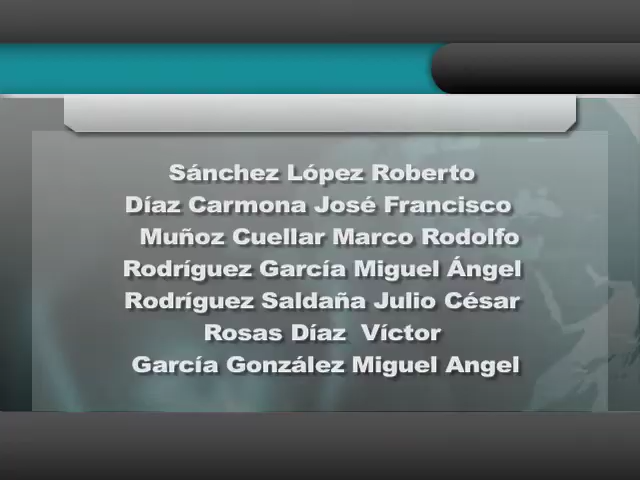 Sánchez López Roberto
Díaz Carmona José Francisco
Muñoz Cuellar Marco Rodolfo
Rodríguez García Miguel Ángel
Rodríguez Saldaña Julio César
Rosas Díaz  Víctor
García González Miguel Angel